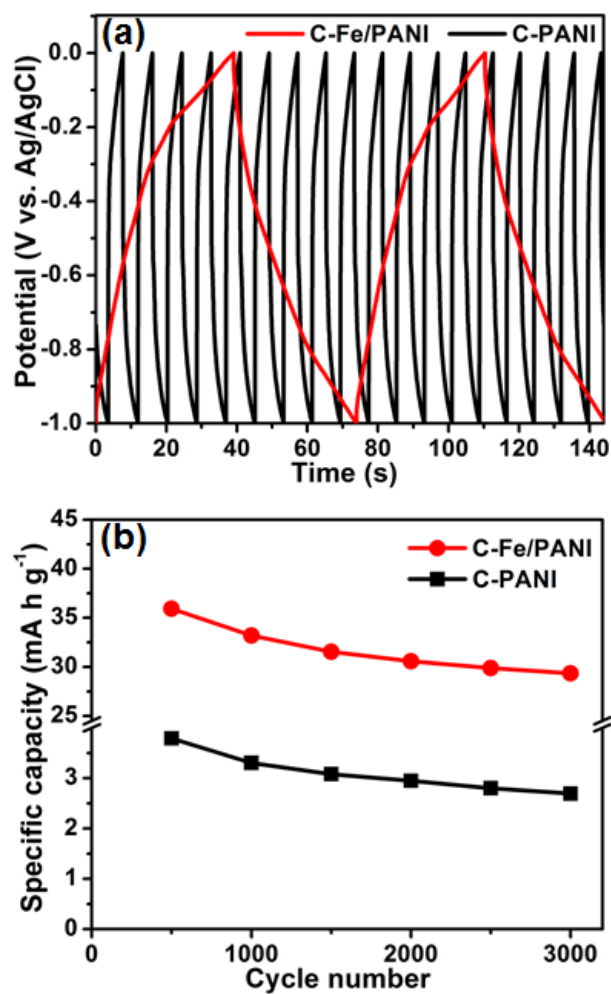 (a)
C-Fe/PANI
C-PANI
0.0
-0.2
-0.4
-0.6
-0.8
-1.0
Potential (V vs. Ag/AgCl)
0 20 40 60 80 100 120 140
Time (s)
(b)
C-Fe/PANI
C-PANI
45
40
35
30
25
3
2
0
Specific capacity (mA h g⁻¹)
0 1000 2000 3000
Cycle number